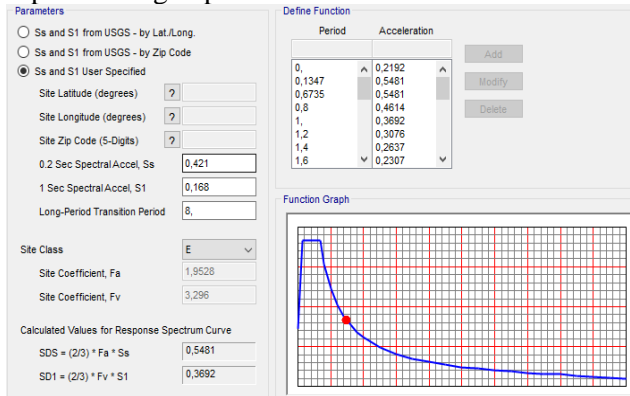 Parameters
Ss and S1 from USGS - by Lat./Long.
Ss and S1 from USGS - by Zip Code
Ss and S1 User Specified
Site Latitude (degrees) ?
Site Longitude (degrees) ?
Site Zip Code (5-Digits) ?
0.2 Sec Spectral Accel, Ss 0,421
1 Sec Spectral Accel, S1 0,168
Long-Period Transition Period 8,
Site Class E
Site Coefficient, Fa 1,9528
Site Coefficient, Fv 3,296
Calculated Values for Response Spectrum Curve
SDS = (2/3) * Fa * Ss 0,5481
SD1 = (2/3) * Fv * S1 0,3692
Define Function
Period Acceleration
0, 0,2192
0,1347 0,5481
0,6735 0,5481
0,8 0,4614
1, 0,3692
1,2 0,3076
1,4 0,2637
1,6 0,2307
Add
Modify
Delete
Function Graph